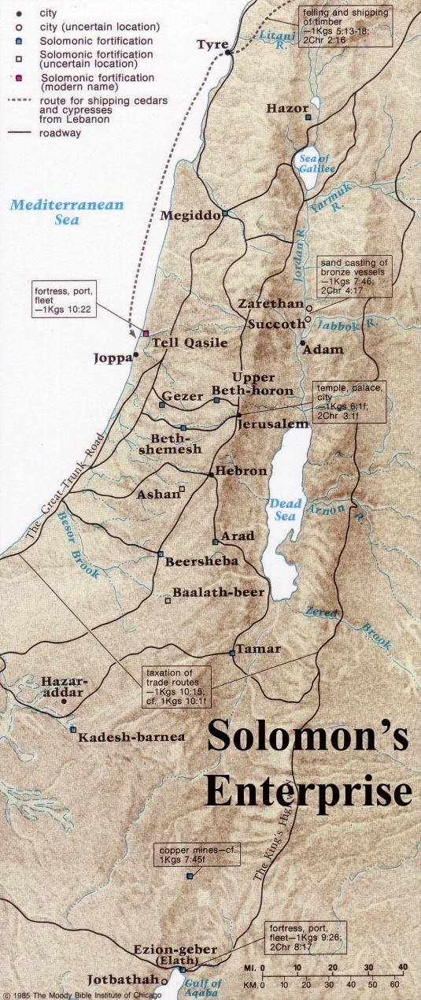 city
city (uncertain location)
Solomonic fortification
Solomonic fortification
(uncertain location)
Solomonic fortification
(modern name)
route for shipping cedars
and cypresses
from Lebanon
roadway
felling and shipping
of timber
—1Kgs 5:13-18;
2Chr 2:16
Litani
R.
Tyre
Hazor
Sea of
Galilee
Mediterranean
Sea
Yarmuk
R.
Megiddo
Jordan R.
sand casting of
bronze vessels
—1Kgs 7:46;
2Chr 4:17
fortress, port,
fleet
—1Kgs 10:22
Zarethan
Succoth
Jabbok R.
Tell Qasile
Adam
Joppa
Upper
Beth-horon
Gezer
temple, palace,
city
—1Kgs 6:1f;
2Chr 3:1f
Jerusalem
Beth-
shemesh
The Great Trunk Road
Hebron
Ashan
Dead
Sea
Arnon R.
Besor Brook
Arad
Beersheba
Baalath-beer
Zered Brook
Tamar
taxation of
trade routes
—1Kgs 10:15;
cf. 1Kgs 10:1f
Hazar-
addar
Kadesh-barnea
Solomon's
Enterprise
The King's Highway
copper mines—cf.
1Kgs 7:45f
fortress, port,
fleet—1Kgs 9:26;
2Chr 8:17
Ezion-geber
(Elath)
Jotbathah
Gulf of
Aqaba
MI. 0 10 20 30 40
KM. 0 10 20 30 40 50 60
© 1985 The Moody Bible Institute of Chicago